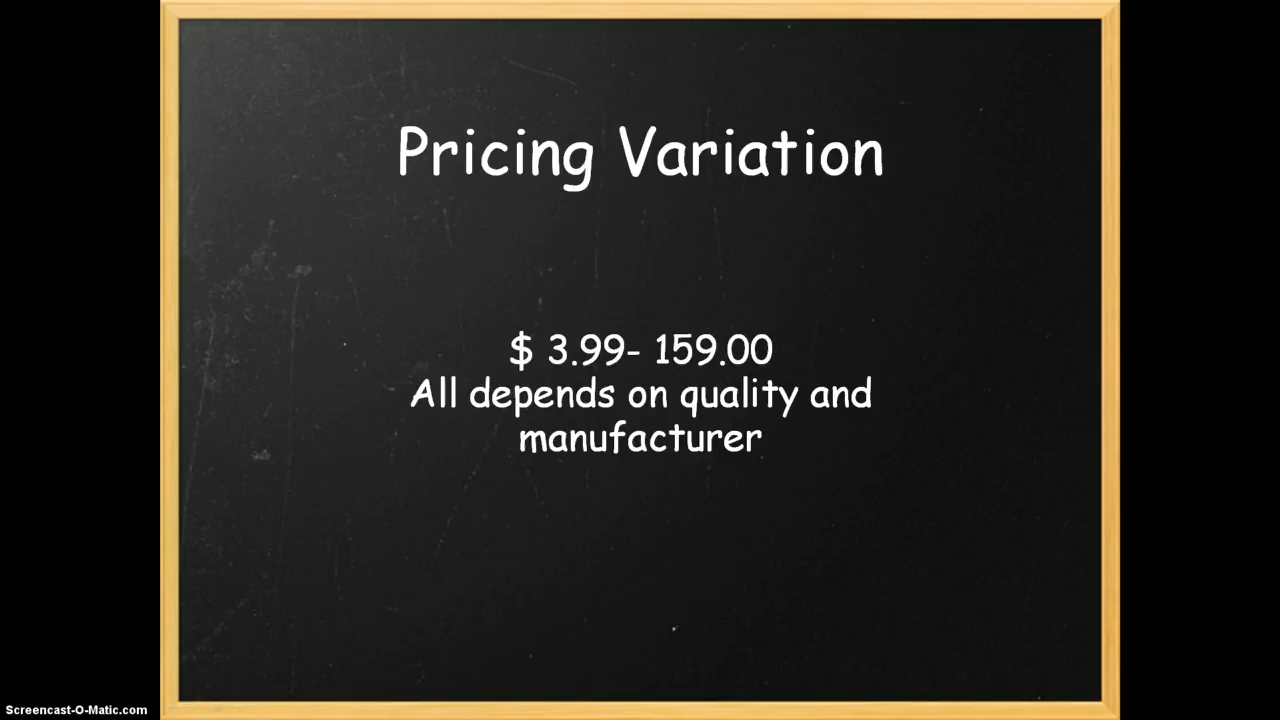 Pricing Variation
$ 3.99- 159.00
All depends on quality and
manufacturer
Screencast-O-Matic.com